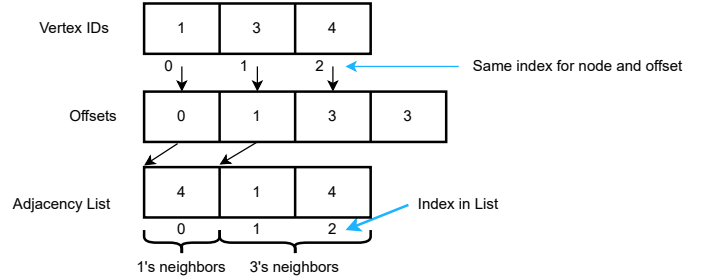 Vertex IDs 1 3 4
0 1 2 Same index for node and offset
Offsets 0 1 3 3
Adjacency List 4 1 4
0 1 2 Index in List
1's neighbors 3's neighbors